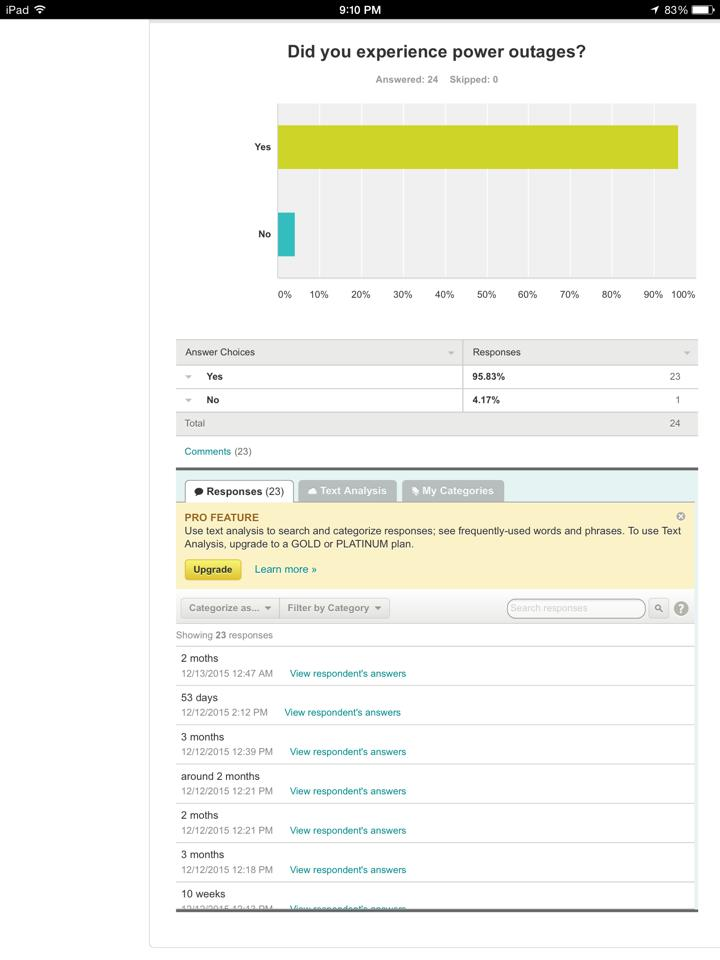 iPad 9:10 PM 83%
Did you experience power outages?
Answered: 24 Skipped: 0
Yes
No
0% 10% 20% 30% 40% 50% 60% 70% 80% 90% 100%
Answer Choices Responses
Yes 95.83% 23
No 4.17% 1
Total 24
Comments (23)
Responses (23) Text Analysis My Categories
PRO FEATURE
Use text analysis to search and categorize responses; see frequently-used words and phrases. To use Text
Analysis, upgrade to a GOLD or PLATINUM plan.
Upgrade Learn more »
Categorize as... Filter by Category Search responses ?
Showing 23 responses
2 moths
12/13/2015 12:47 AM View respondent's answers
53 days
12/12/2015 2:12 PM View respondent's answers
3 months
12/12/2015 12:39 PM View respondent's answers
around 2 months
12/12/2015 12:21 PM View respondent's answers
2 moths
12/12/2015 12:21 PM View respondent's answers
3 months
12/12/2015 12:18 PM View respondent's answers
10 weeks
12/12/2015 12:13 PM View respondent's answers